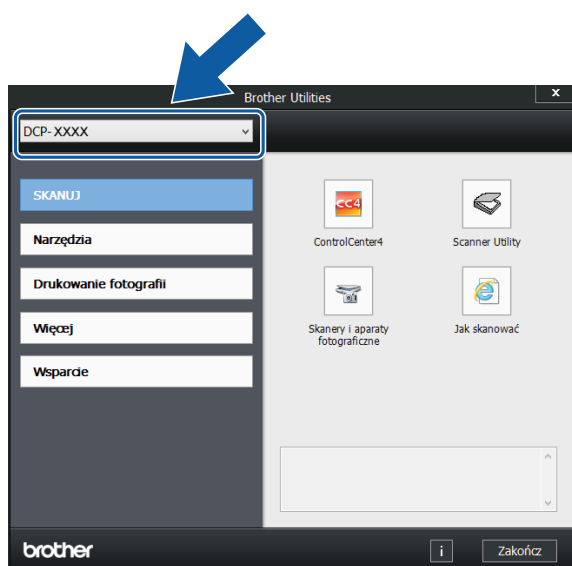 Brother Utilities
x
DCP-XXXX
SKANUJ
Narzędzia
Drukowanie fotografii
Więcej
Wsparcie
CC4
ControlCenter4
Scanner Utility
Skanery i aparaty
fotograficzne
Jak skanować
brother
i
Zakończ